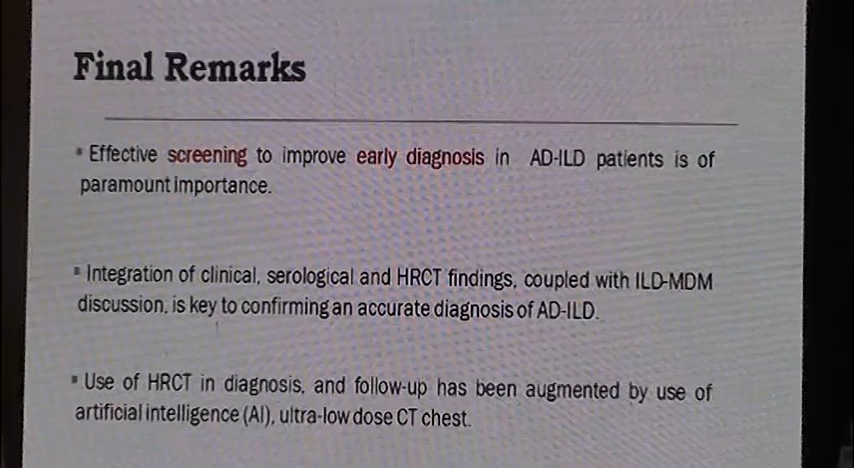 Final Remarks
▪ Effective screening to improve early diagnosis in AD-ILD patients is of
paramount importance.
▪ Integration of clinical, serological and HRCT findings, coupled with ILD-MDM
discussion, is key to confirming an accurate diagnosis of AD-ILD.
▪ Use of HRCT in diagnosis, and follow-up has been augmented by use of
artificial intelligence (AI), ultra-low dose CT chest.